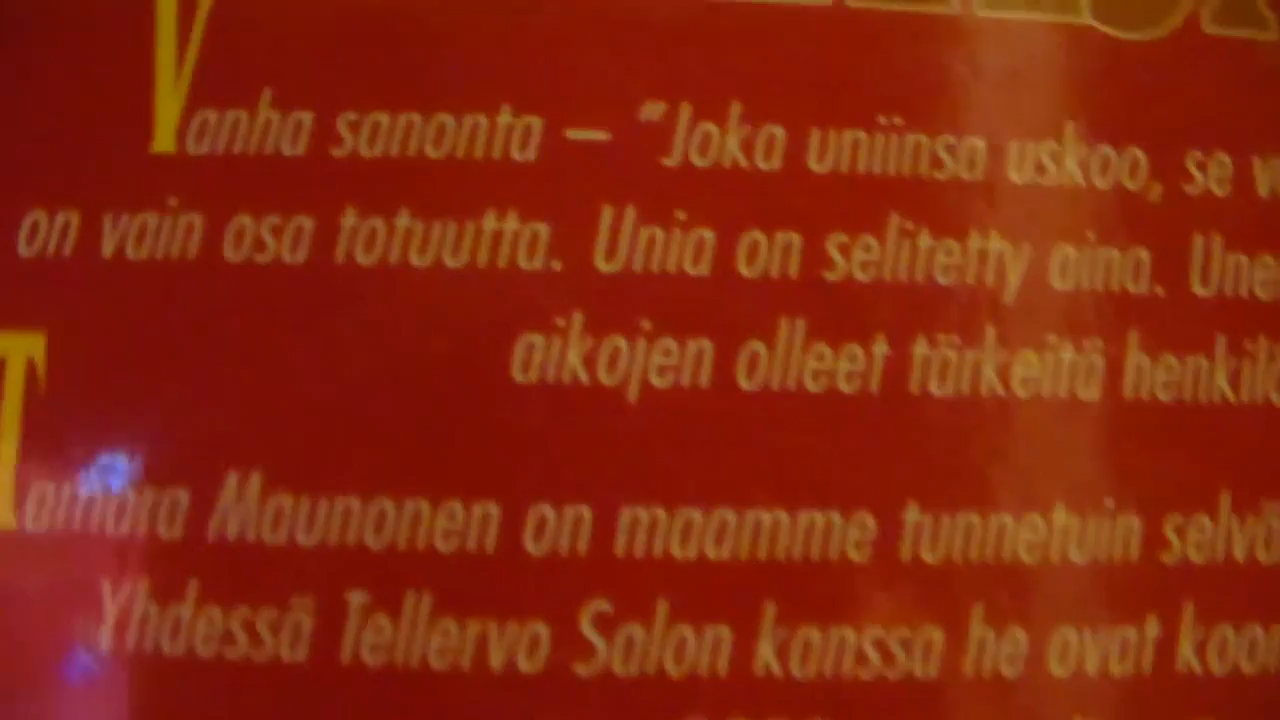 Vanha sanonta – "Joka uniinsa uskoo, se
on vain osa totuutta. Unia on selitetty aina.
aikojen olleet tärkeitä
Tamara Maunonen on maamme tunnetuin
Yhdessä Tellervo Salon kanssa he ovat